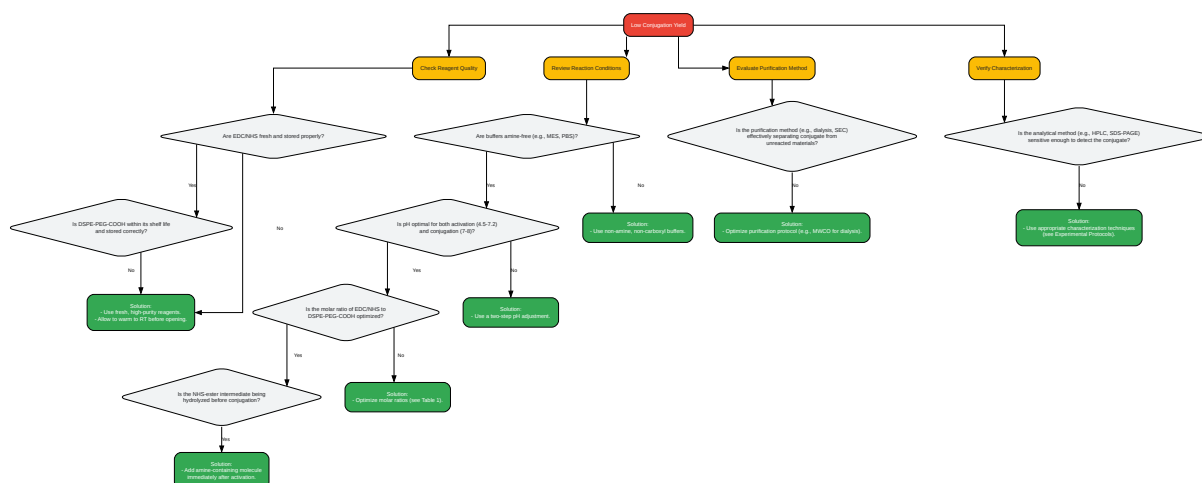 Low Conjugation Yield
Check Reagent Quality
Review Reaction Conditions
Evaluate Purification Method
Verify Characterization
Are EDC/NHS fresh and stored properly?
Are buffers amine-free (e.g., MES, PBS)?
Is the purification method (e.g., dialysis, SEC)
effectively separating conjugate from
unreacted materials?
Is the analytical method (e.g., HPLC, SDS-PAGE)
sensitive enough to detect the conjugate?
Yes
No
Yes
No
No
No
Is DSPE-PEG-COOH within its shelf life
and stored correctly?
Is pH optimal for both activation (4.5-7.2)
and conjugation (7-8)?
Solution:
- Use non-amine, non-carboxyl buffers.
Solution:
- Optimize purification protocol (e.g., MWCO for dialysis).
Solution:
- Use appropriate characterization techniques
(see Experimental Protocols).
No
Yes
No
Solution:
- Use fresh, high-purity reagents.
- Allow to warm to RT before opening.
Is the molar ratio of EDC/NHS to
DSPE-PEG-COOH optimized?
Solution:
- Use a two-step pH adjustment.
Yes
No
Is the NHS-ester intermediate being
hydrolyzed before conjugation?
Solution:
- Optimize molar ratios (see Table 1).
Yes
Solution:
- Add amine-containing molecule
immediately after activation.